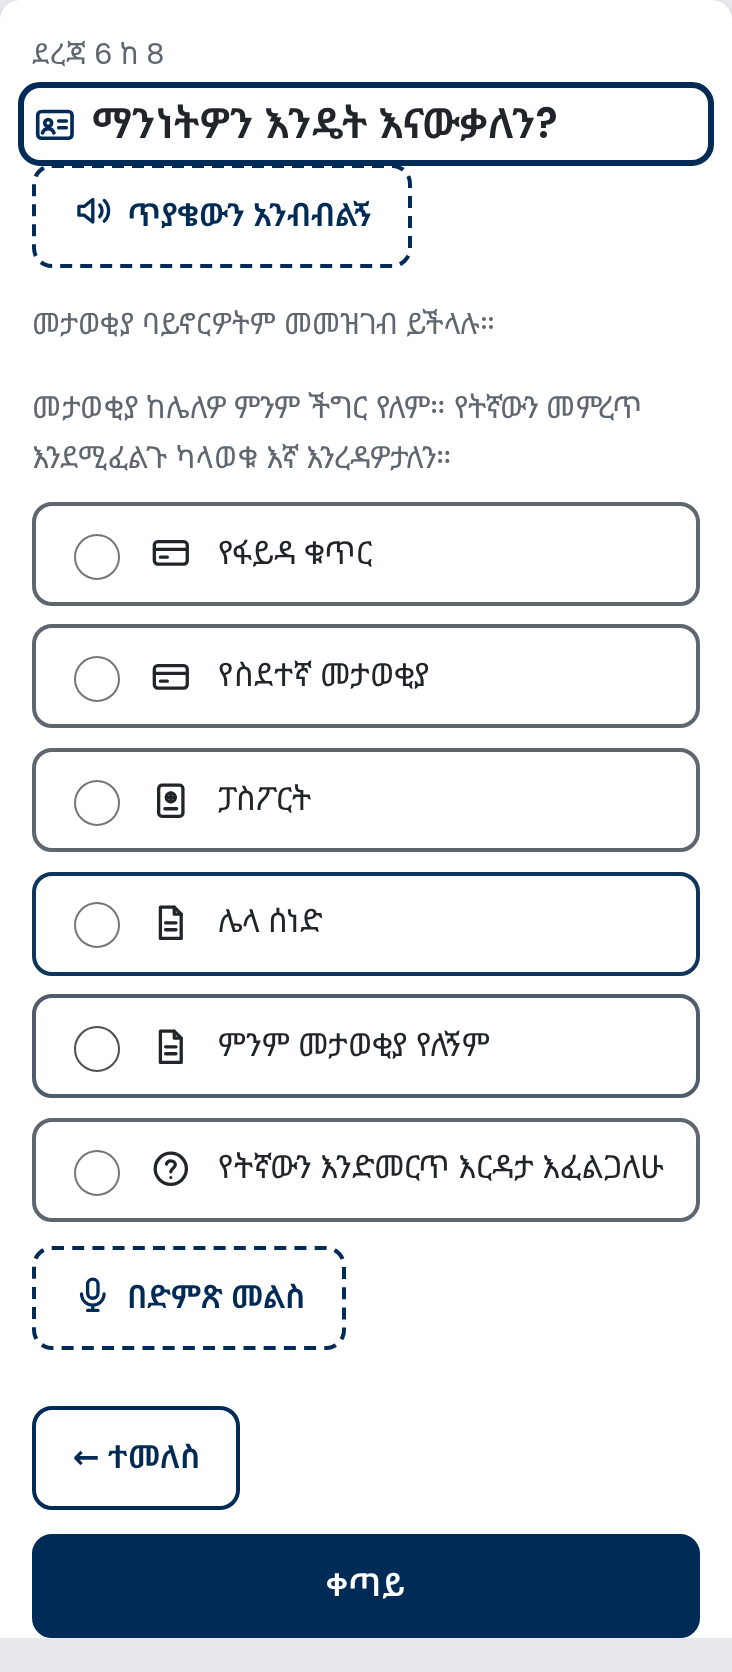 ደረጃ 6 ከ 8
ማንነትዎን እንዴት እናውቃለን?
ጥያቄውን አንብብልኝ
መታወቂያ ባይኖርዎትም መመዝገብ ይችላሉ።
መታወቂያ ከሌለዎ ምንም ችግር የለም። የትኛውን መምረጥ
እንደሚፈልጉ ካላወቁ እኛ እንረዳዎታለን።
የፋይዳ ቁጥር
የስደተኛ መታወቂያ
ፓስፖርት
ሌላ ሰነድ
ምንም መታወቂያ የለኝም
የትኛውን እንድመርጥ እርዳታ እፈልጋለሁ
በድምጽ መልስ
← ተመለስ
ቀጣይ